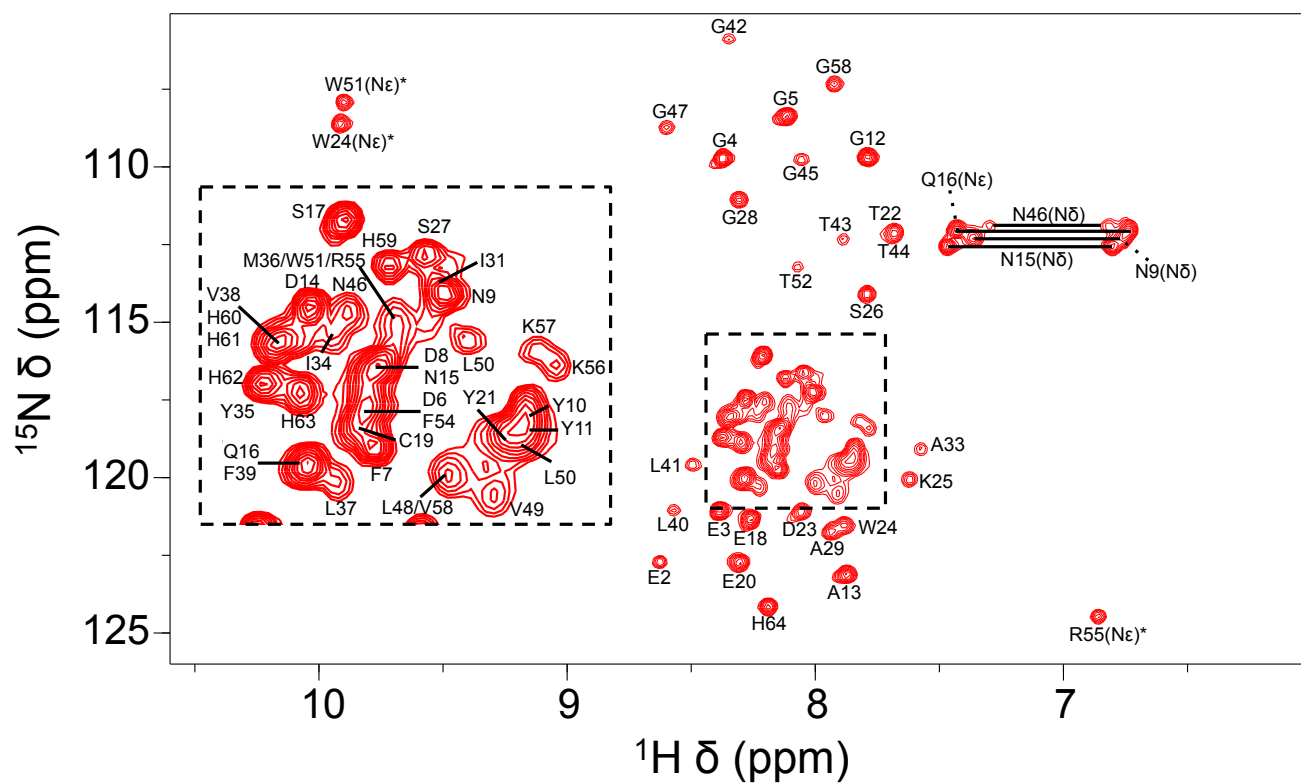 G42
W51(Nε)*
G58
G47
G5
W24(Nε)*
G4
G12
110
G45
Q16(Nε)
S17
S27
G28
T43
T22
N46(Nδ)
H59
T44
M36/W51/R55
I31
T52
N15(Nδ)
N9(Nδ)
D14
N46
N9
S26
V38
115
H60
K57
H61
L50
K56
I34
D8
N15
H62
Y21
D6
Y10
Y35
F54
H63
Y11
C19
A33
Q16
L41
F39
F7
L50
K25
120
L37
L48/V58
V49
L40
E3
E18
D23
W24
A29
E2
E20
A13
H64
125
R55(Nε)*
10
9
8
7
15N δ (ppm)
1H δ (ppm)